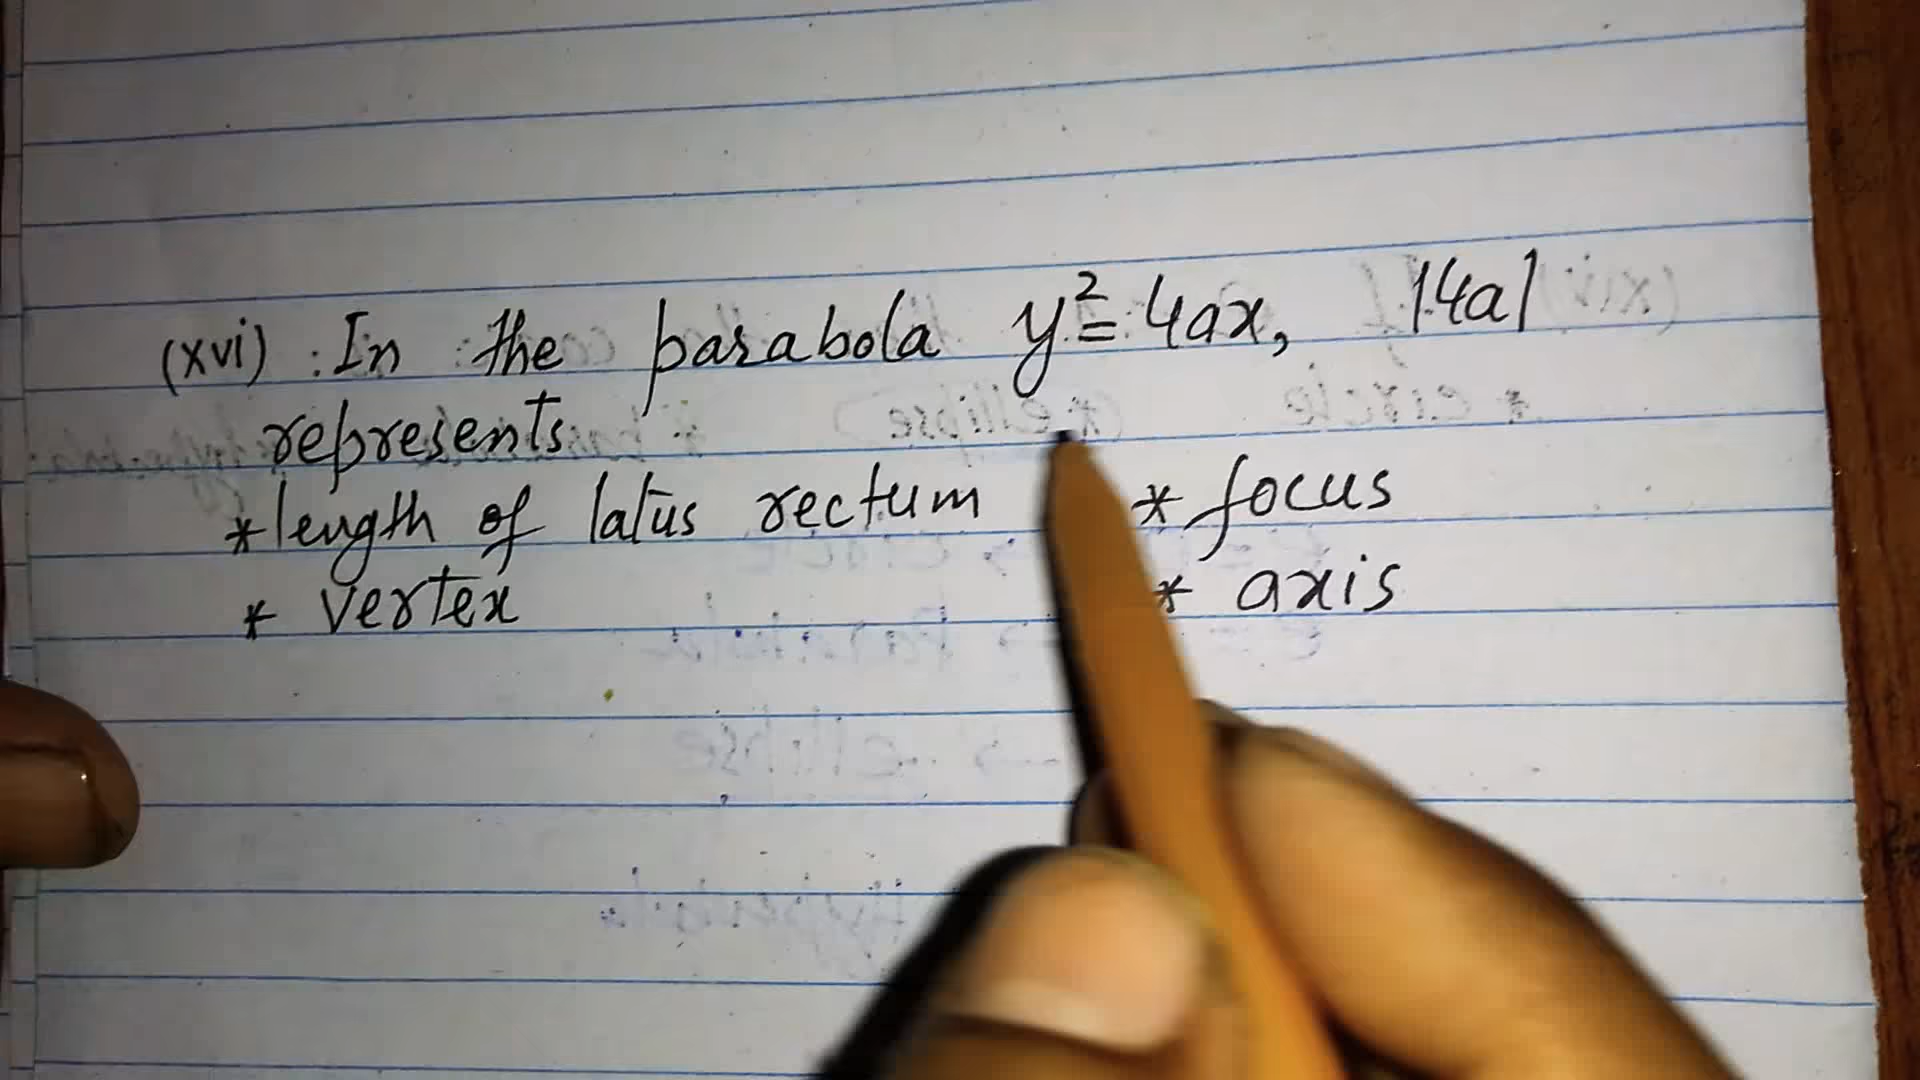 (xvi) : In the parabola y² = 4ax, |4a|
represents
* length of latus rectum * focus
* vertex * axis